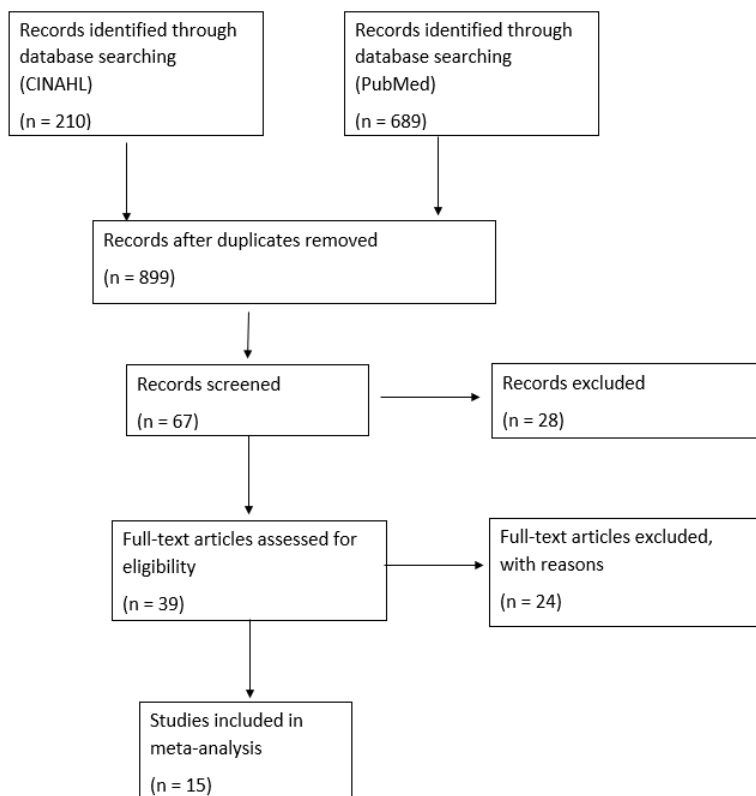 Records identified through
database searching
(CINAHL)
(n = 210)
Records identified through
database searching
(PubMed)
(n = 689)
Records after duplicates removed
(n = 899)
Records screened
(n = 67)
Records excluded
(n = 28)
Full-text articles assessed for
eligibility
(n = 39)
Full-text articles excluded,
with reasons
(n = 24)
Studies included in
meta-analysis
(n = 15)